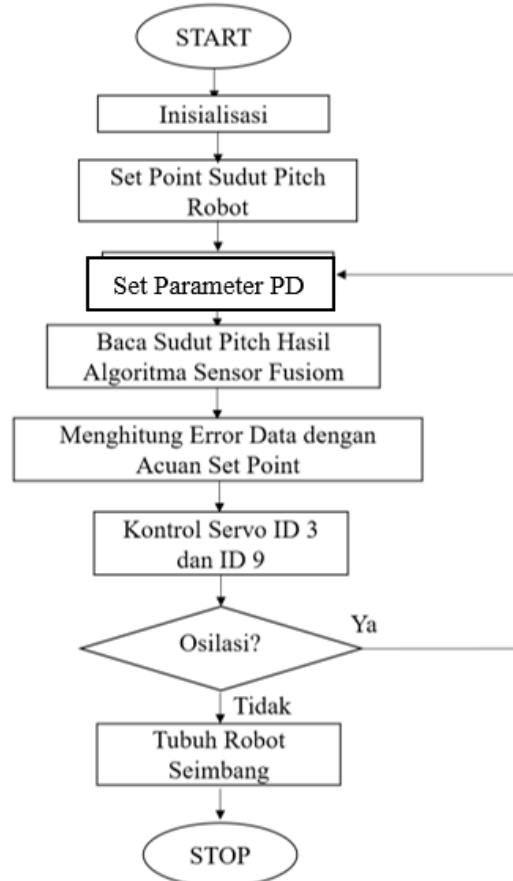 START
Inisialisasi
Set Point Sudut Pitch
Robot
Set Parameter PD
Baca Sudut Pitch Hasil
Algoritma Sensor Fusiom
Menghitung Error Data dengan
Acuan Set Point
Kontrol Servo ID 3
dan ID 9
Osilasi?
Ya
Tidak
Tubuh Robot
Seimbang
STOP